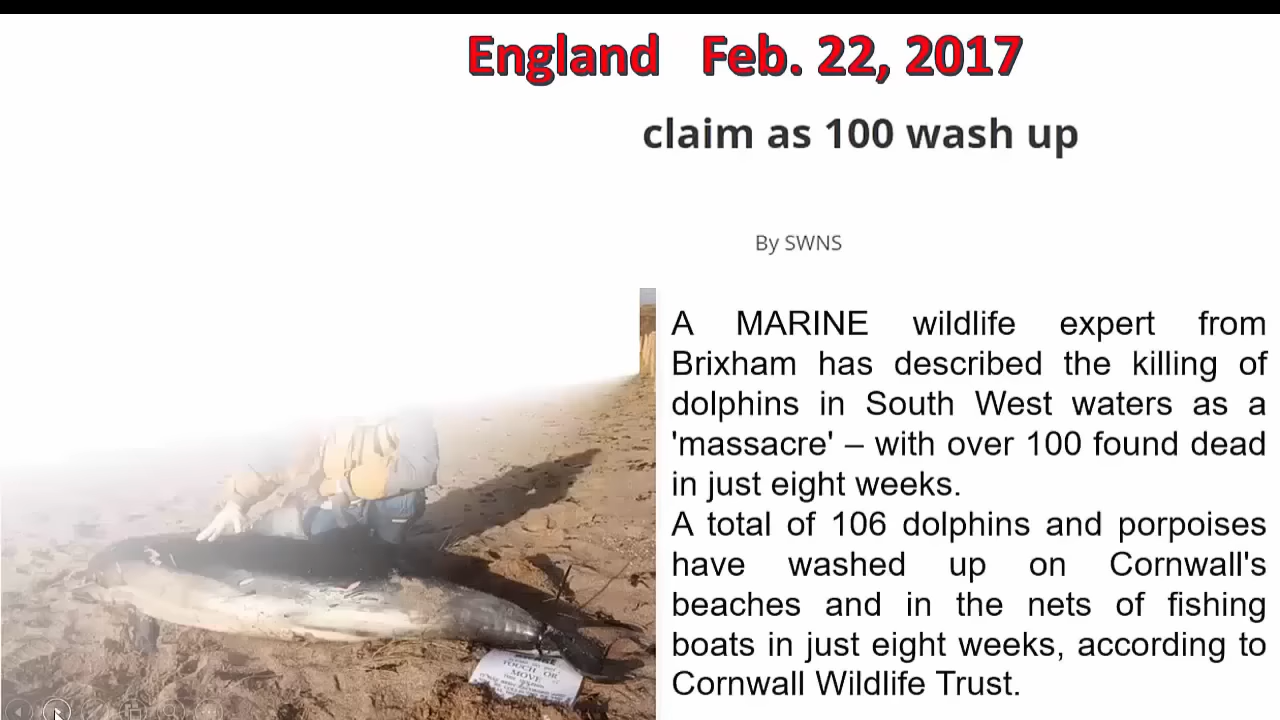 England Feb. 22, 2017
claim as 100 wash up
By SWNS
A MARINE wildlife expert from
Brixham has described the killing of
dolphins in South West waters as a
'massacre' – with over 100 found dead
in just eight weeks.
A total of 106 dolphins and porpoises
have washed up on Cornwall's
beaches and in the nets of fishing
boats in just eight weeks, according to
Cornwall Wildlife Trust.
TOUCH OR
MOVE